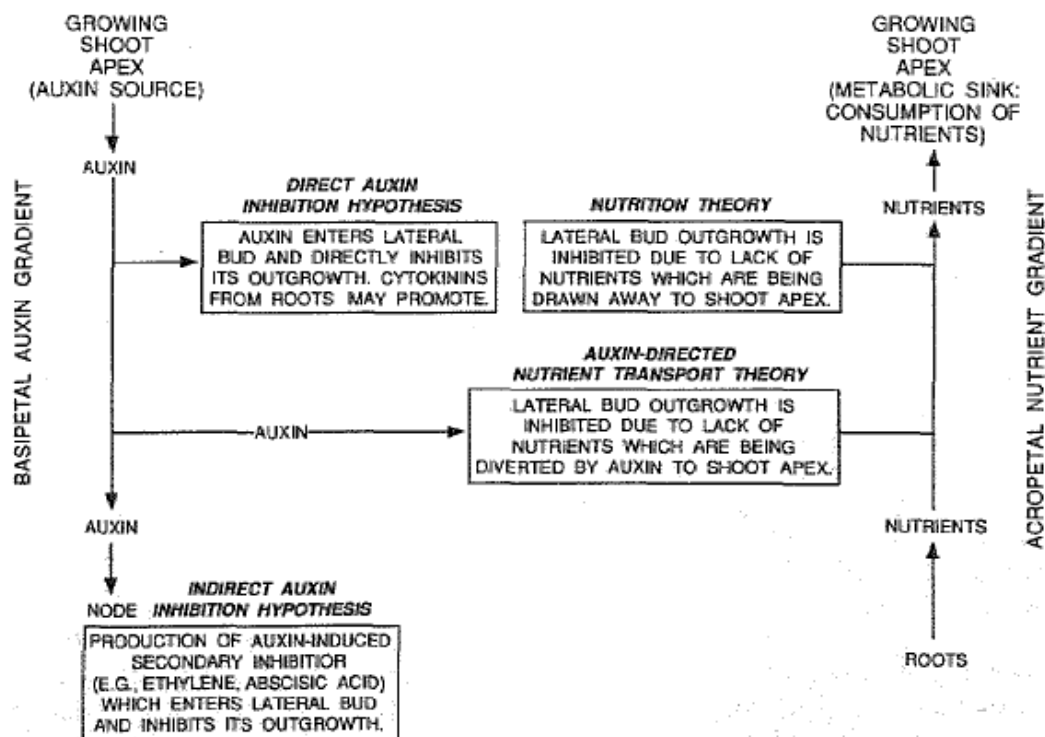 GROWING
SHOOT
APEX
(AUXIN SOURCE)
AUXIN
BASIPETAL AUXIN GRADIENT
DIRECT AUXIN
INHIBITION HYPOTHESIS
AUXIN ENTERS LATERAL
BUD AND DIRECTLY INHIBITS
ITS OUTGROWTH. CYTOKININS
FROM ROOTS MAY PROMOTE.
NUTRITION THEORY
LATERAL BUD OUTGROWTH IS
INHIBITED DUE TO LACK OF
NUTRIENTS WHICH ARE BEING
DRAWN AWAY TO SHOOT APEX.
GROWING
SHOOT
APEX
(METABOLIC SINK:
CONSUMPTION OF
NUTRIENTS)
NUTRIENTS
ACROPETAL NUTRIENT GRADIENT
AUXIN-DIRECTED
NUTRIENT TRANSPORT THEORY
AUXIN
LATERAL BUD OUTGROWTH IS
INHIBITED DUE TO LACK OF
NUTRIENTS WHICH ARE BEING
DIVERTED BY AUXIN TO SHOOT APEX.
AUXIN
NUTRIENTS
INDIRECT AUXIN
NODE INHIBITION HYPOTHESIS
PRODUCTION OF AUXIN-INDUCED
SECONDARY INHIBITIOR
(E.G., ETHYLENE, ABSCISIC ACID)
WHICH ENTERS LATERAL BUD
AND INHIBITS ITS OUTGROWTH.
ROOTS